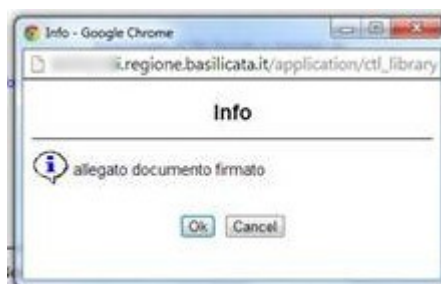 Info - Google Chrome
i.regione.basilicata.it/application/ctl_library
Info
allegato documento firmato
Ok Cancel